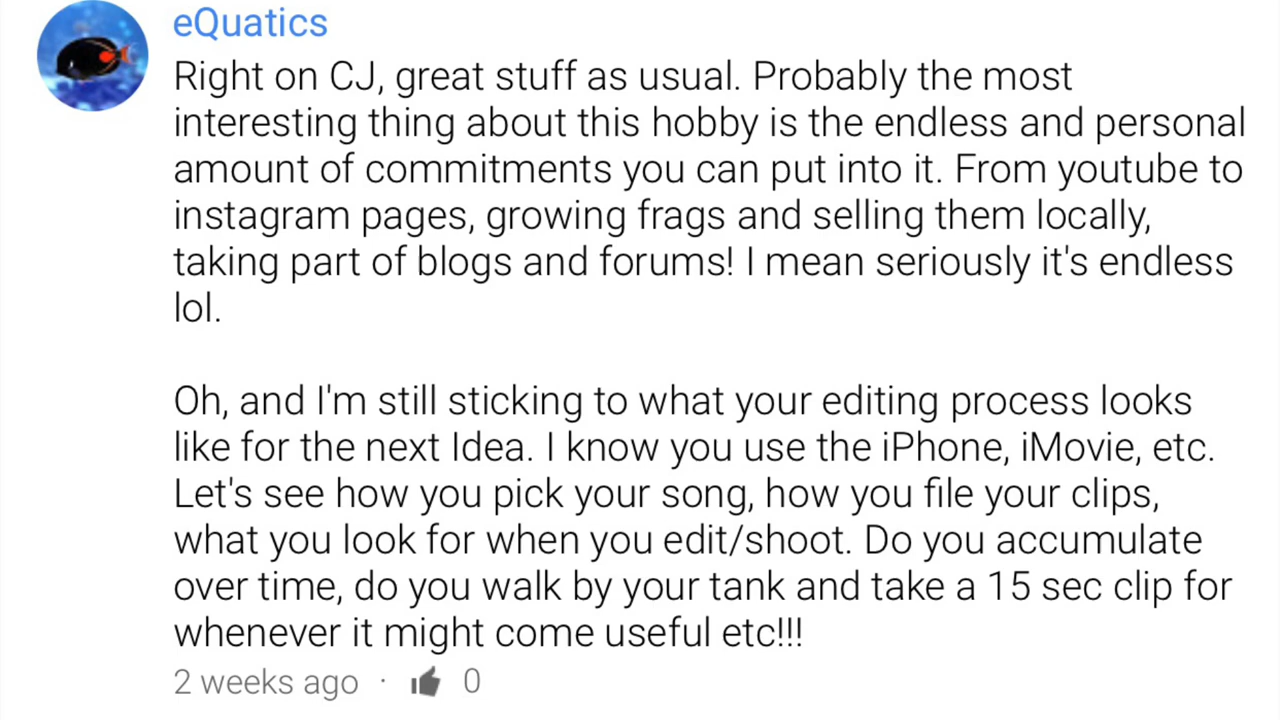 eQuatics
Right on CJ, great stuff as usual. Probably the most
interesting thing about this hobby is the endless and personal
amount of commitments you can put into it. From youtube to
instagram pages, growing frags and selling them locally,
taking part of blogs and forums! I mean seriously it's endless
lol.
Oh, and I'm still sticking to what your editing process looks
like for the next Idea. I know you use the iPhone, iMovie, etc.
Let's see how you pick your song, how you file your clips,
what you look for when you edit/shoot. Do you accumulate
over time, do you walk by your tank and take a 15 sec clip for
whenever it might come useful etc!!!
2 weeks ago · 0